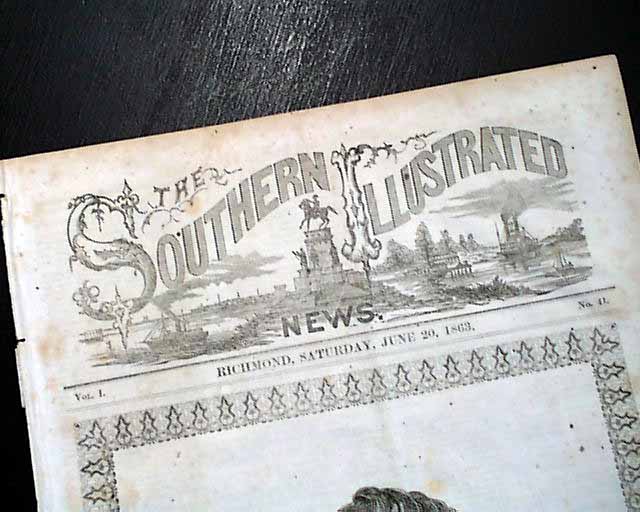 THE
SOUTHERN ILLUSTRATED
NEWS.
Vol. I. RICHMOND, SATURDAY, JUNE 20, 1863. No. 41.